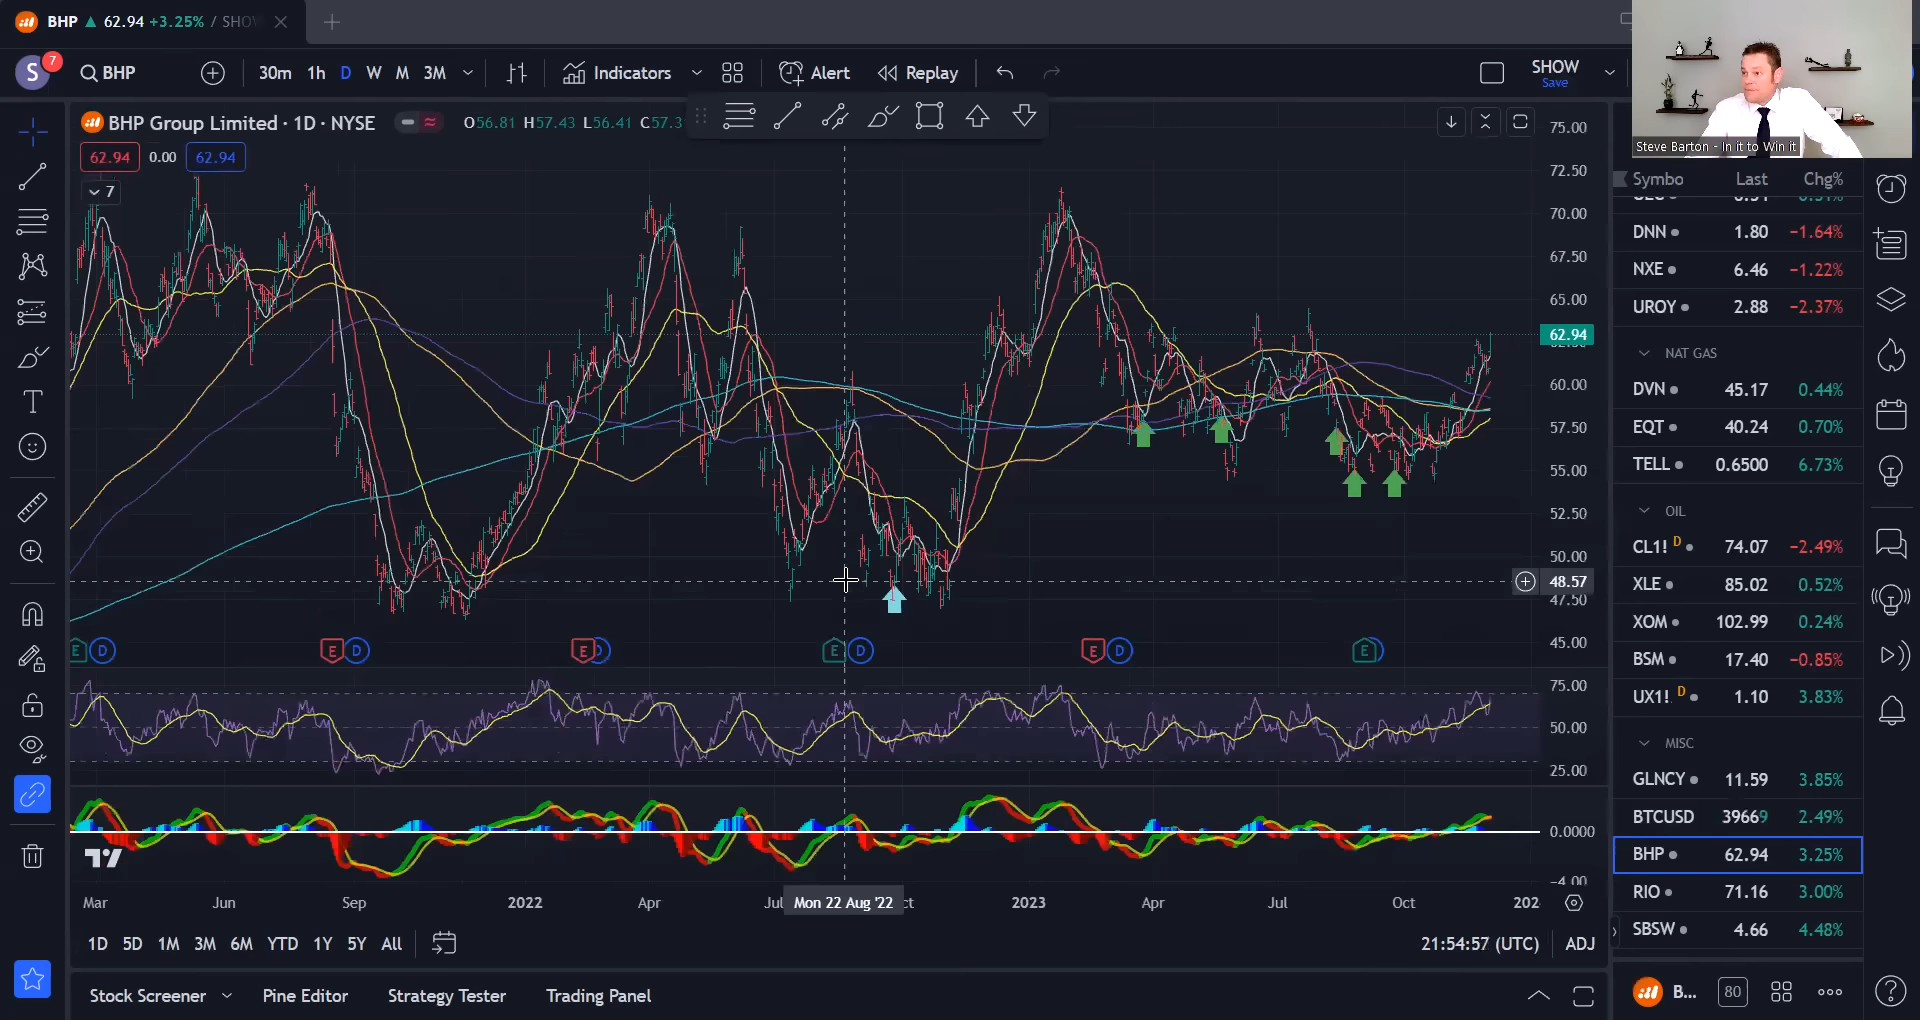 BHP ▲ 62.94 +3.25% / SHO
S 7 BHP 30m 1h D W M 3M Indicators Alert Replay SHOW
Save
BHP Group Limited · 1D · NYSE O56.81 H57.43 L56.41 C57.3
62.94 0.00 62.94
7
75.00
72.50
70.00
67.50
65.00
62.94
60.00
57.50
55.00
52.50
50.00
48.57
47.50
45.00
E D E D E D E D E D E
75.00
50.00
25.00
0.0000
−4.00
Mar Jun Sep 2022 Apr Jul Mon 22 Aug '22 ct 2023 Apr Jul Oct 202
1D 5D 1M 3M 6M YTD 1Y 5Y All 21:54:57 (UTC) ADJ
Stock Screener Pine Editor Strategy Tester Trading Panel
Steve Barton - In it to Win it
Symbo Last Chg%
DNN 1.80 −1.64%
NXE 6.46 −1.22%
UROY 2.88 −2.37%
NAT GAS
DVN 45.17 0.44%
EQT 40.24 0.70%
TELL 0.6500 6.73%
OIL
CL1! D 74.07 −2.49%
XLE 85.02 0.52%
XOM 102.99 0.24%
BSM 17.40 −0.85%
UX1! D 1.10 3.83%
MISC
GLNCY 11.59 3.85%
BTCUSD 39669 2.49%
BHP 62.94 3.25%
RIO 71.16 3.00%
SBSW 4.66 4.48%
B... 80